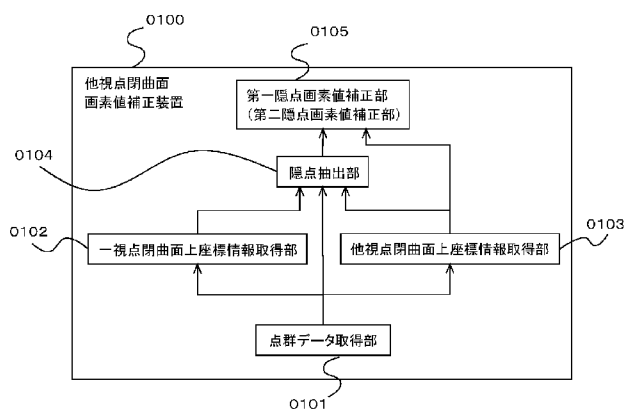 0100
0105
他視点閉曲面
画素値補正装置
第一隠点画素値補正部
(第二隠点画素値補正部)
0104
隠点抽出部
0102
0103
一視点閉曲面上座標情報取得部
他視点閉曲面上座標情報取得部
点群データ取得部
0101